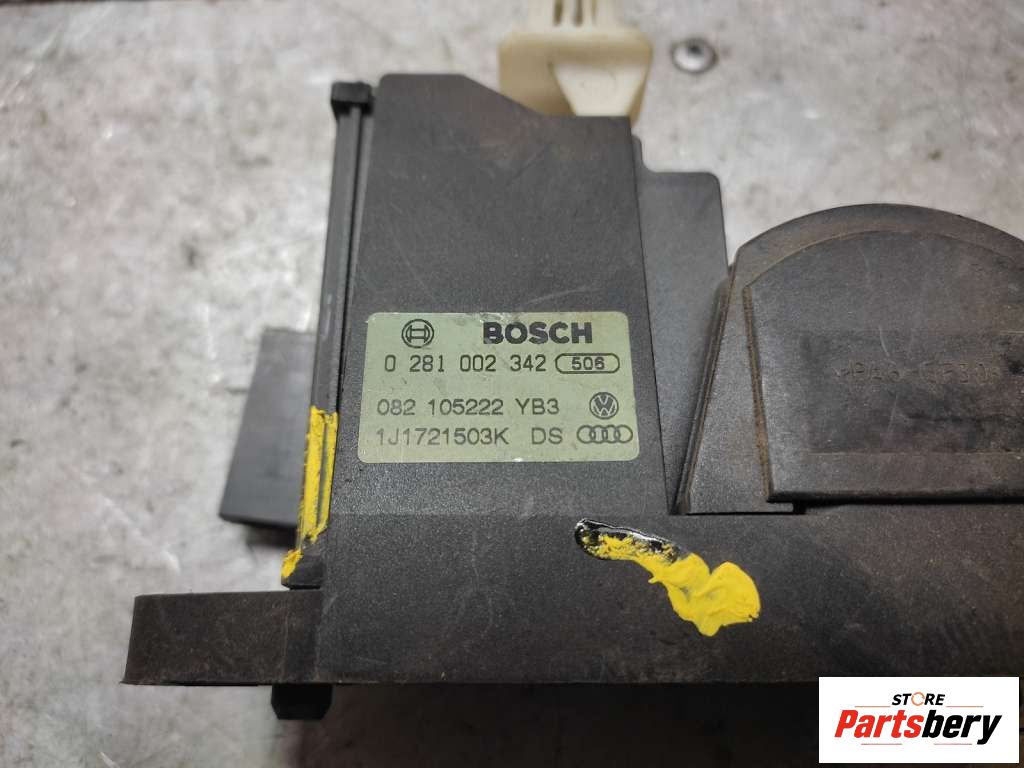 BOSCH
0 281 002 342 506
082 105222 YB3
1J1721503K DS
STORE
Partsbery